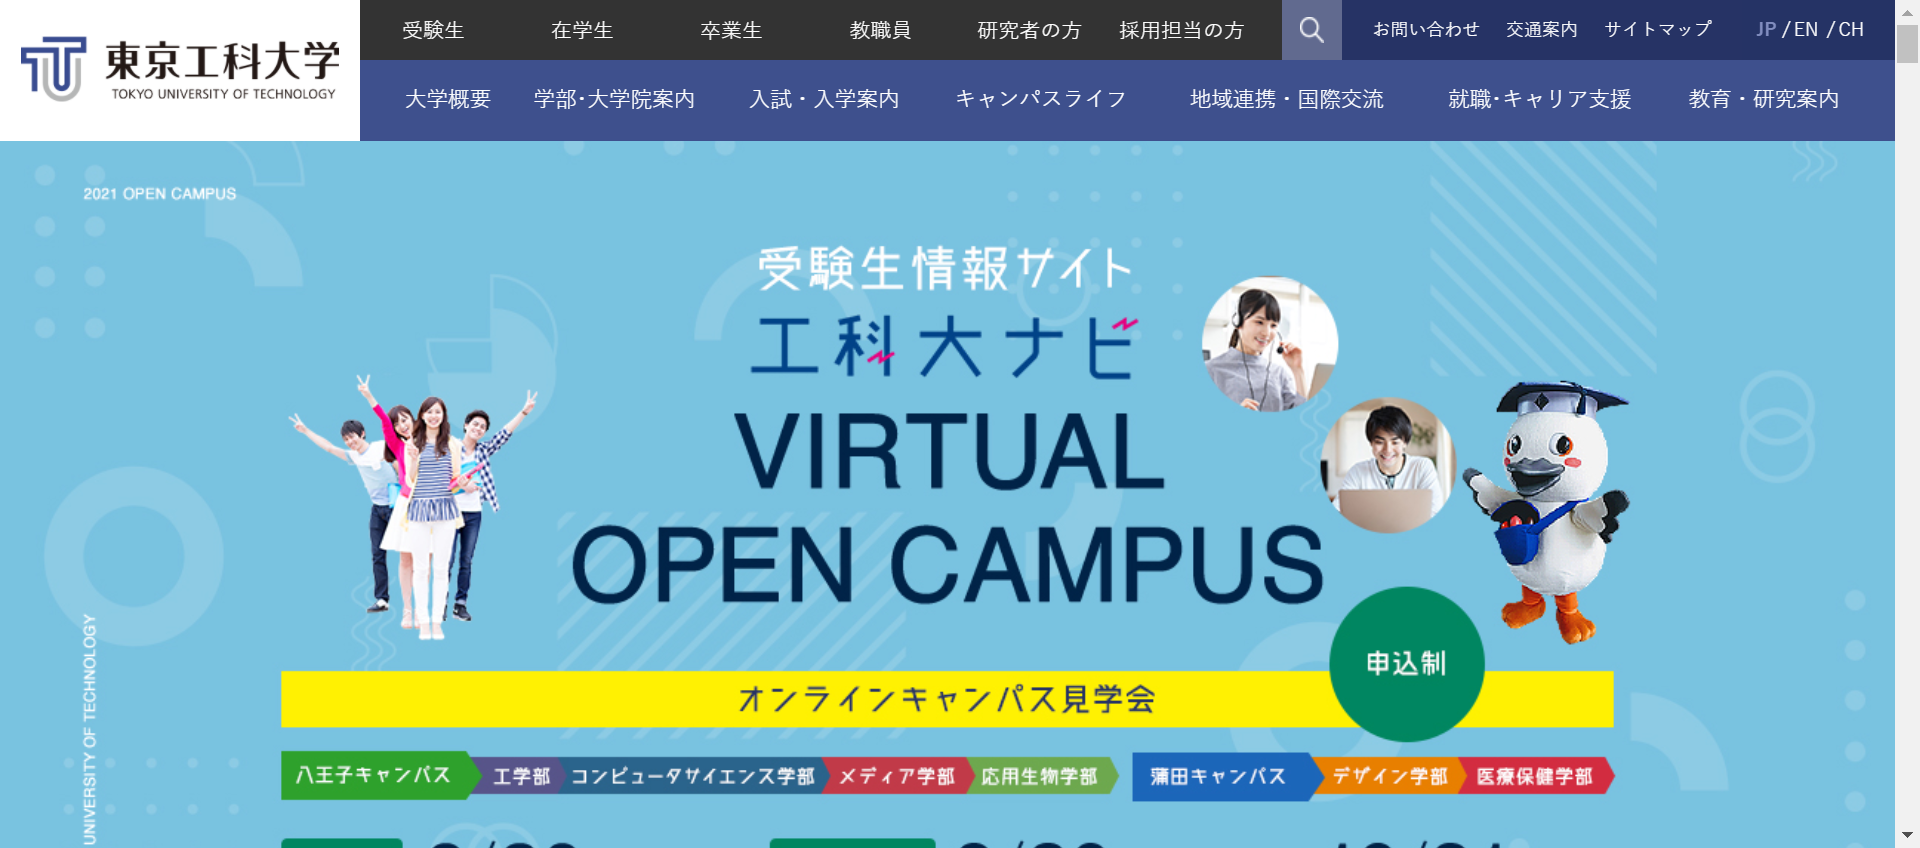 東京工科大学
TOKYO UNIVERSITY OF TECHNOLOGY
受験生 在学生 卒業生 教職員 研究者の方 採用担当の方 お問い合わせ 交通案内 サイトマップ JP / EN / CH
大学概要 学部・大学院案内 入試・入学案内 キャンパスライフ 地域連携・国際交流 就職・キャリア支援 教育・研究案内
2021 OPEN CAMPUS
受験生情報サイト
工科大ナビ
VIRTUAL
OPEN CAMPUS
申込制
オンラインキャンパス見学会
八王子キャンパス 工学部 コンピュータサイエンス学部 メディア学部 応用生物学部 蒲田キャンパス デザイン学部 医療保健学部
UNIVERSITY OF TECHNOLOGY